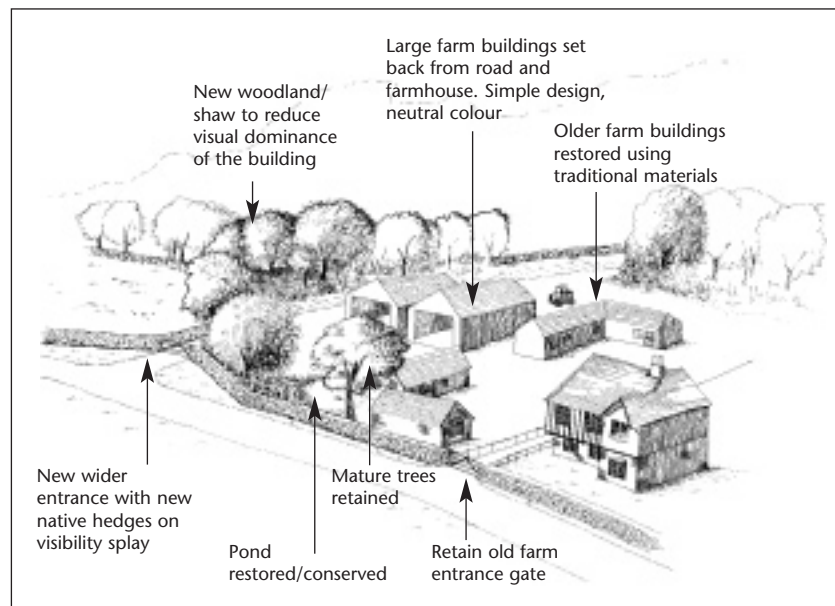 Large farm buildings set
back from road and
farmhouse. Simple design,
neutral colour
New woodland/
shaw to reduce
visual dominance
of the building
Older farm buildings
restored using
traditional materials
New wider
entrance with new
native hedges on
visibility splay
Mature trees
retained
Pond
restored/conserved
Retain old farm
entrance gate